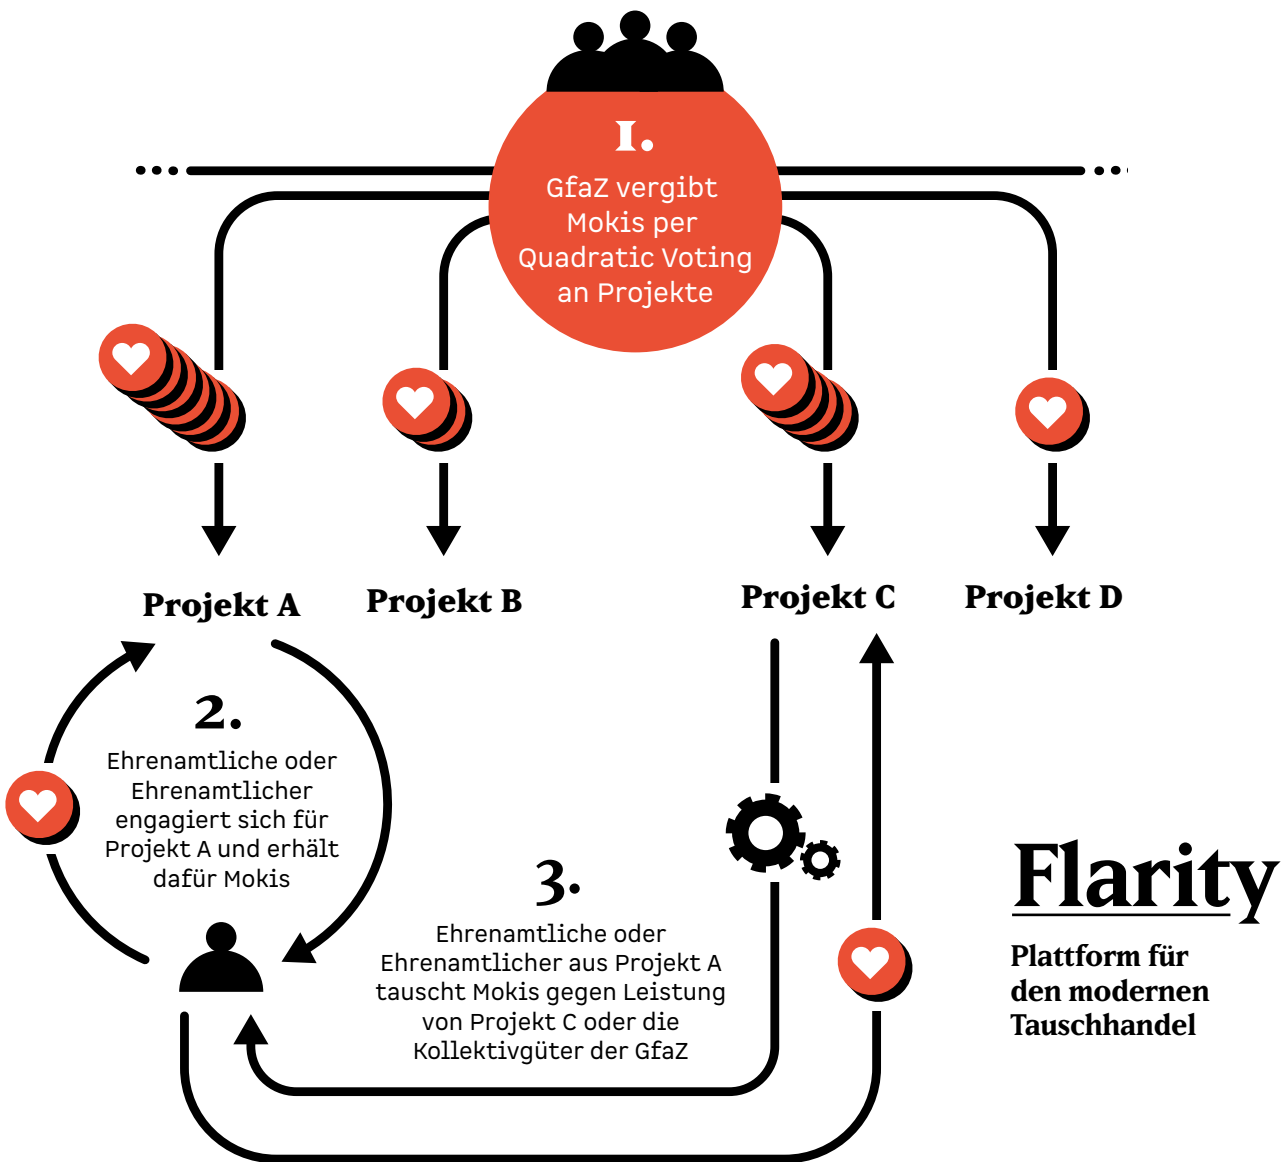 1.
GfaZ vergibt
Mokis per
Quadratic Voting
an Projekte
Projekt A
Projekt B
Projekt C
Projekt D
2.
Ehrenamtliche oder
Ehrenamtlicher
engagiert sich für
Projekt A und erhält
dafür Mokis
3.
Ehrenamtliche oder
Ehrenamtlicher aus Projekt A
tauscht Mokis gegen Leistung
von Projekt C oder die
Kollektivgüter der GfaZ
Flarity
Plattform für
den modernen
Tauschhandel